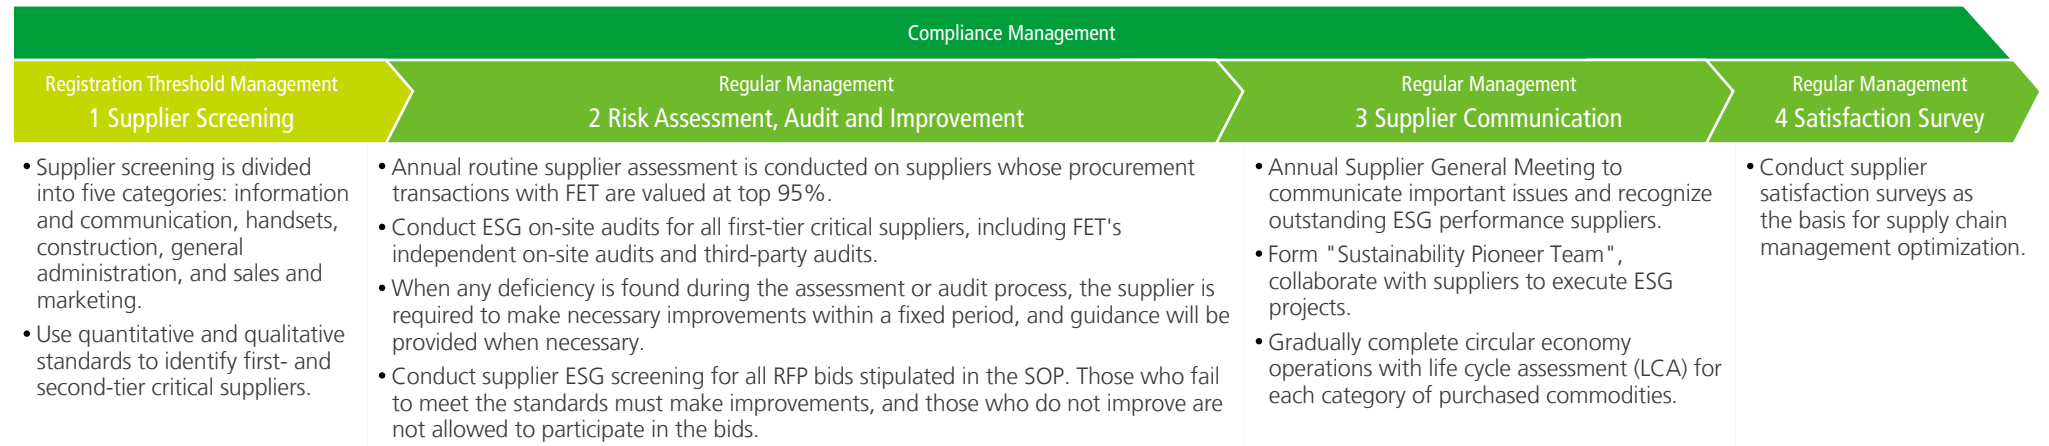 Compliance Management
Registration Threshold Management
1 Supplier Screening
• Supplier screening is divided
into five categories: information
and communication, handsets,
construction, general
administration, and sales and
marketing.
• Use quantitative and qualitative
standards to identify first- and
second-tier critical suppliers.
Regular Management
2 Risk Assessment, Audit and Improvement
• Annual routine supplier assessment is conducted on suppliers whose procurement
transactions with FET are valued at top 95%.
• Conduct ESG on-site audits for all first-tier critical suppliers, including FET's
independent on-site audits and third-party audits.
• When any deficiency is found during the assessment or audit process, the supplier is
required to make necessary improvements within a fixed period, and guidance will be
provided when necessary.
• Conduct supplier ESG screening for all RFP bids stipulated in the SOP. Those who fail
to meet the standards must make improvements, and those who do not improve are
not allowed to participate in the bids.
Regular Management
3 Supplier Communication
• Annual Supplier General Meeting to
communicate important issues and recognize
outstanding ESG performance suppliers.
• Form "Sustainability Pioneer Team",
collaborate with suppliers to execute ESG
projects.
• Gradually complete circular economy
operations with life cycle assessment (LCA) for
each category of purchased commodities.
Regular Management
4 Satisfaction Survey
• Conduct supplier
satisfaction surveys as
the basis for supply chain
management optimization.